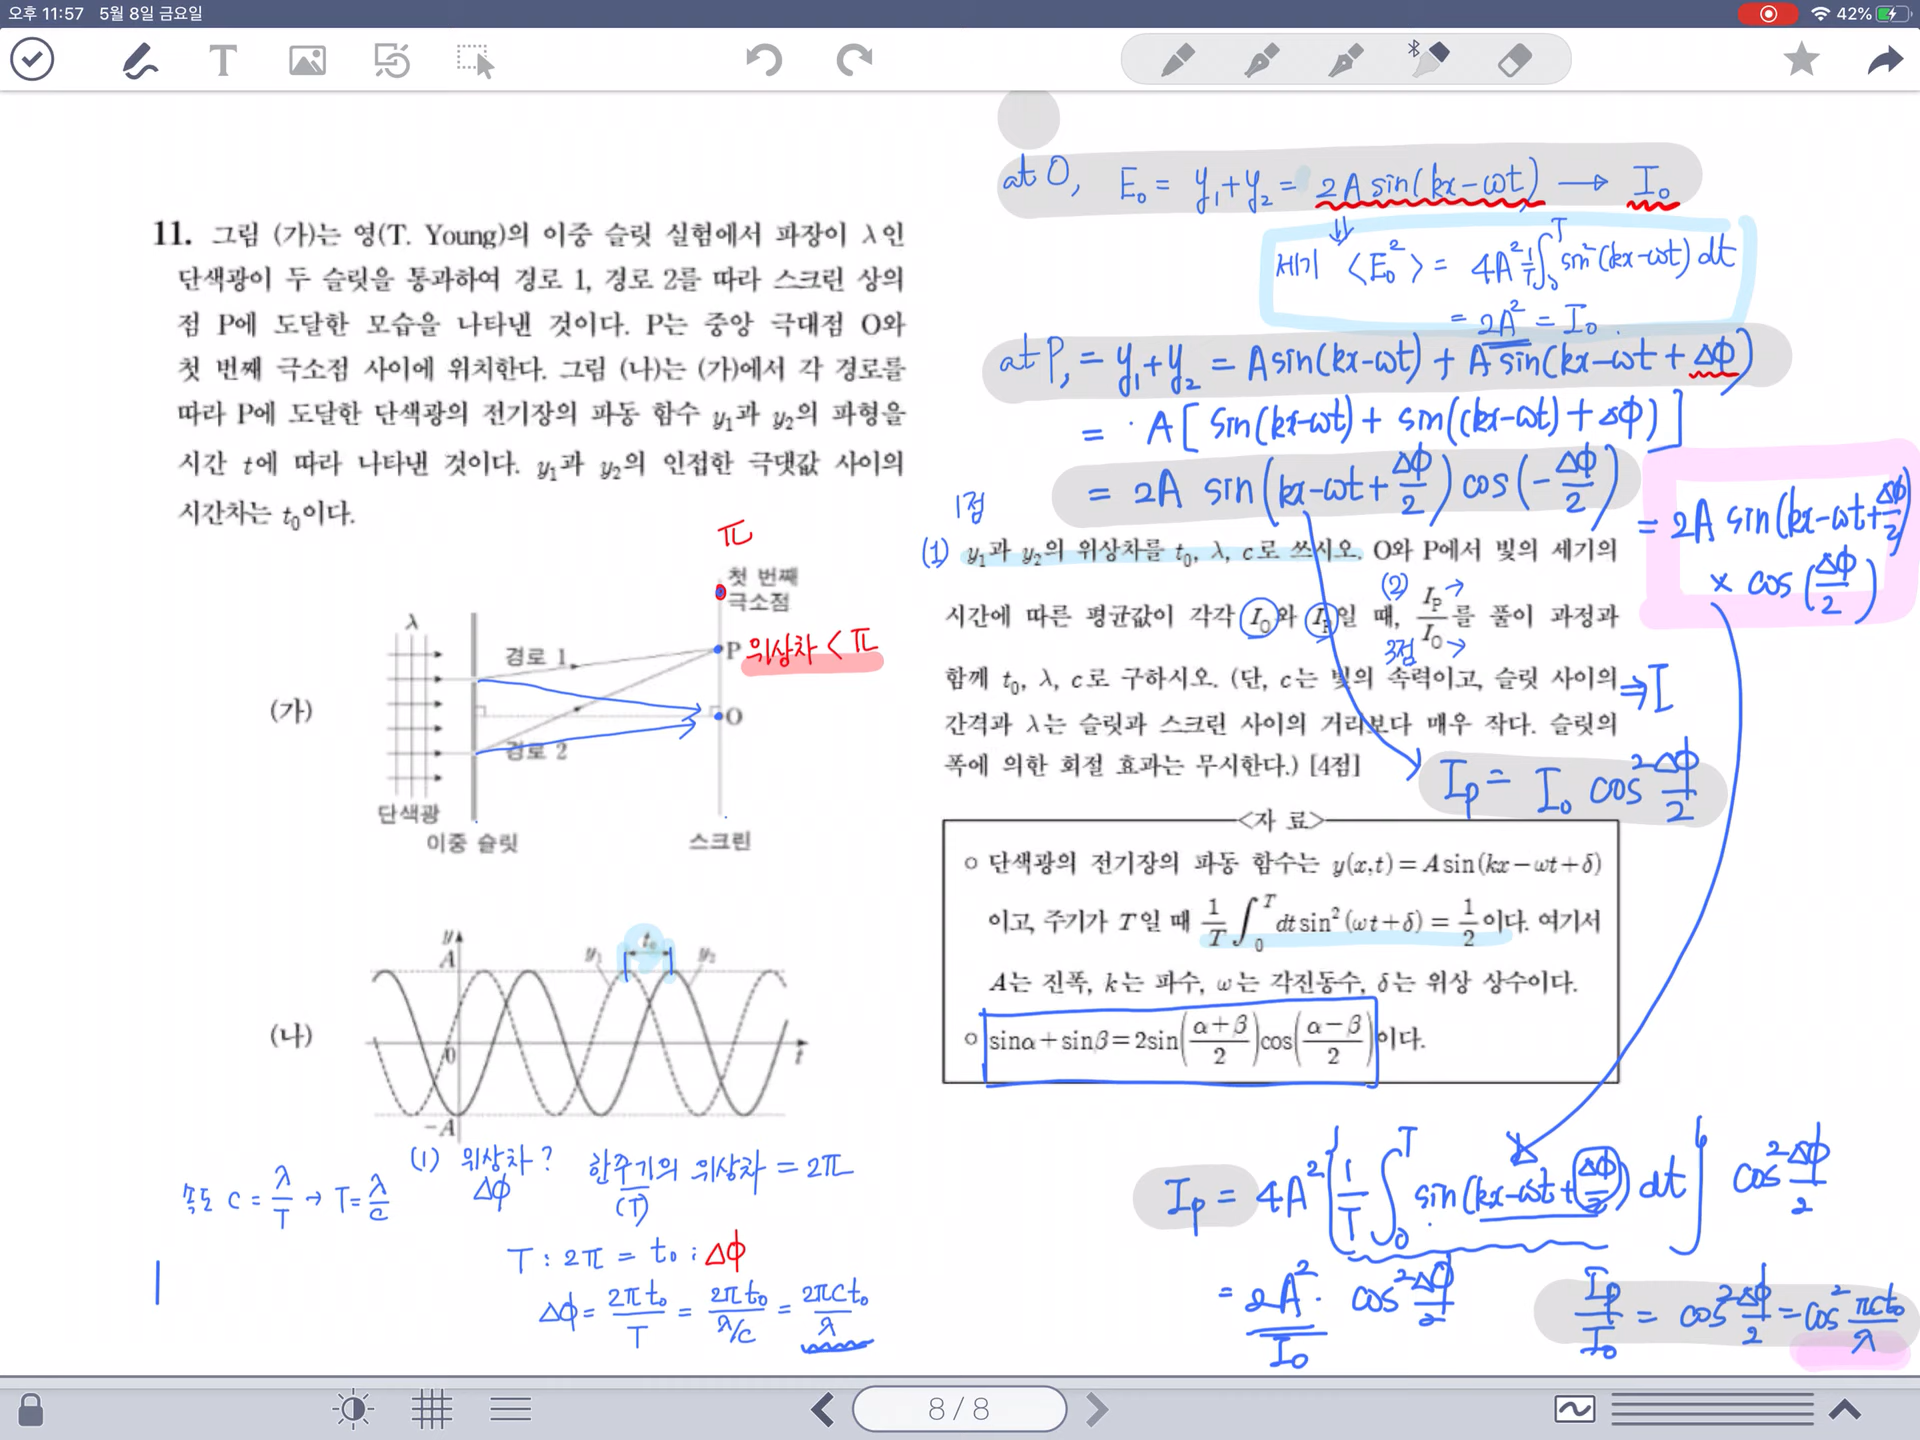 오후 11:57 5월 8일 금요일
42%
11. 그림 (가)는 영(T. Young)의 이중 슬릿 실험에서 파장이 λ인
단색광이 두 슬릿을 통과하여 경로 1, 경로 2를 따라 스크린 상의
점 P에 도달한 모습을 나타낸 것이다. P는 중앙 극대점 O와
첫 번째 극소점 사이에 위치한다. 그림 (나)는 (가)에서 각 경로를
따라 P에 도달한 단색광의 전기장의 파동 함수 y₁과 y₂의 파형을
시간 t에 따라 나타낸 것이다. y₁과 y₂의 인접한 극댓값 사이의
시간차는 t₀이다.
π
첫 번째
극소점
λ
경로 1
P 위상차 < π
(가)
O
경로 2
단색광
이중 슬릿
스크린
y
A
y₁
t₀
y₂
(나)
0
t
−A
(1) 위상차? 한주기의 위상차 = 2π
Δϕ
(T)
속도 C = λ/T → T = λ/C
T : 2π = t₀ : Δϕ
Δϕ = 2πt₀/T = 2πt₀/(λ/C) = 2πCt₀/λ
at O, E₀ = y₁+y₂ = 2A sin(kx−ωt) → I₀
⇓
세기 <E₀²> = 4A² 1/T ∫₀ᵀ sin²(kx−ωt) dt
= 2A² = I₀
at P, = y₁+y₂ = A sin(kx−ωt) + A sin(kx−ωt+Δϕ)
= A[ sin(kx−ωt) + sin((kx−ωt)+Δϕ) ]
= 2A sin(kx−ωt+Δϕ/2) cos(−Δϕ/2)
= 2A sin(kx−ωt+Δϕ/2)
× cos(Δϕ/2)
1점
(1) y₁과 y₂의 위상차를 t₀, λ, c로 쓰시오. O와 P에서 빛의 세기의
(2)
시간에 따른 평균값이 각각 I_O와 I_P일 때, I_P/I_O를 풀이 과정과
3점
함께 t₀, λ, c로 구하시오. (단, c는 빛의 속력이고, 슬릿 사이의 ⇒ I
간격과 λ는 슬릿과 스크린 사이의 거리보다 매우 작다. 슬릿의
폭에 의한 회절 효과는 무시한다.) [4점]
I_p = I₀ cos² Δϕ/2
<자 료>
○ 단색광의 전기장의 파동 함수는 y(x,t) = A sin(kx − ωt + δ)
이고, 주기가 T일 때 1/T ∫₀ᵀ dt sin²(ωt+δ) = 1/2이다. 여기서
A는 진폭, k는 파수, ω는 각진동수, δ는 위상 상수이다.
○ sinα + sinβ = 2sin((α+β)/2)cos((α−β)/2)이다.
I_p = 4A² { 1/T ∫₀ᵀ sin(kx−ωt+Δϕ/2) dt } cos² Δϕ/2
= 2A² · cos² Δϕ/2
I₀
I_p/I₀ = cos² Δϕ/2 = cos² πCt₀/λ
8 / 8